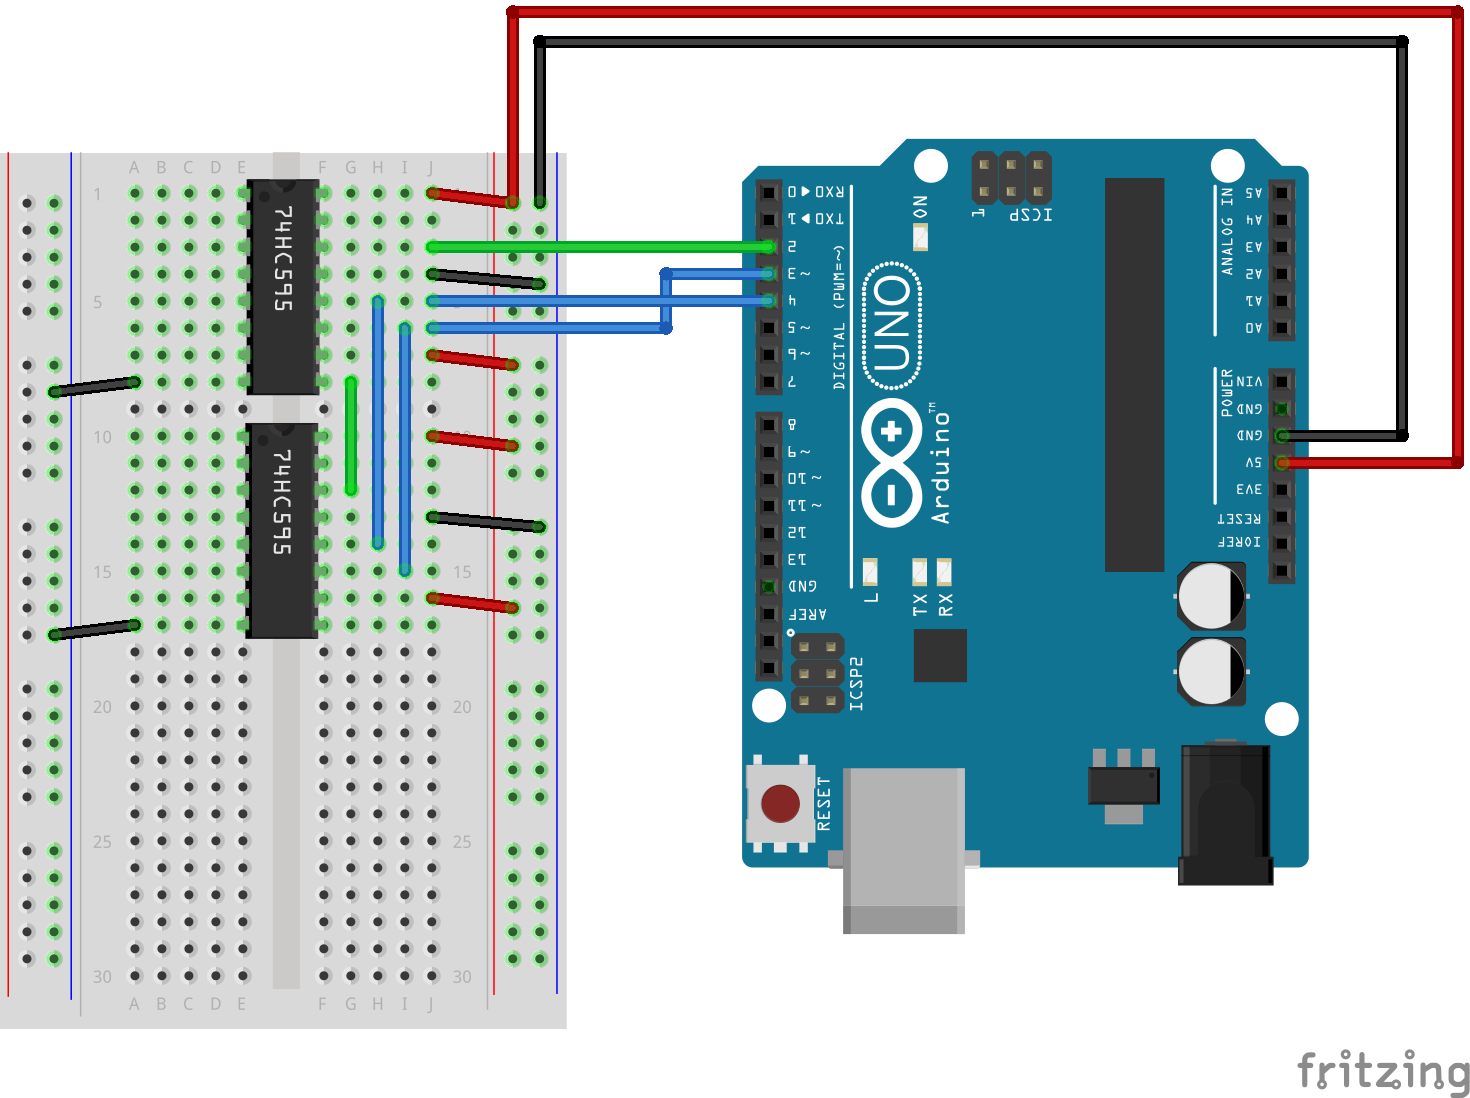 A B C D E F G H I J
1
5
10
15
20
25
30
A B C D E F G H I J
1
5
10
15
20
25
30
74HC595
74HC595
RX0 ◀ 0
TX0 ▶ 1
2
~3
4
~5
~6
7
8
~9
~10
~11
12
13
GND
AREF
DIGITAL (PWM=~)
ON
1
ICSP
UNO
Arduino™
L
TX
RX
ICSP2
RESET
ANALOG IN
A5
A4
A3
A2
A1
A0
POWER
VIN
GND
GND
5V
3V3
RESET
IOREF
fritzing